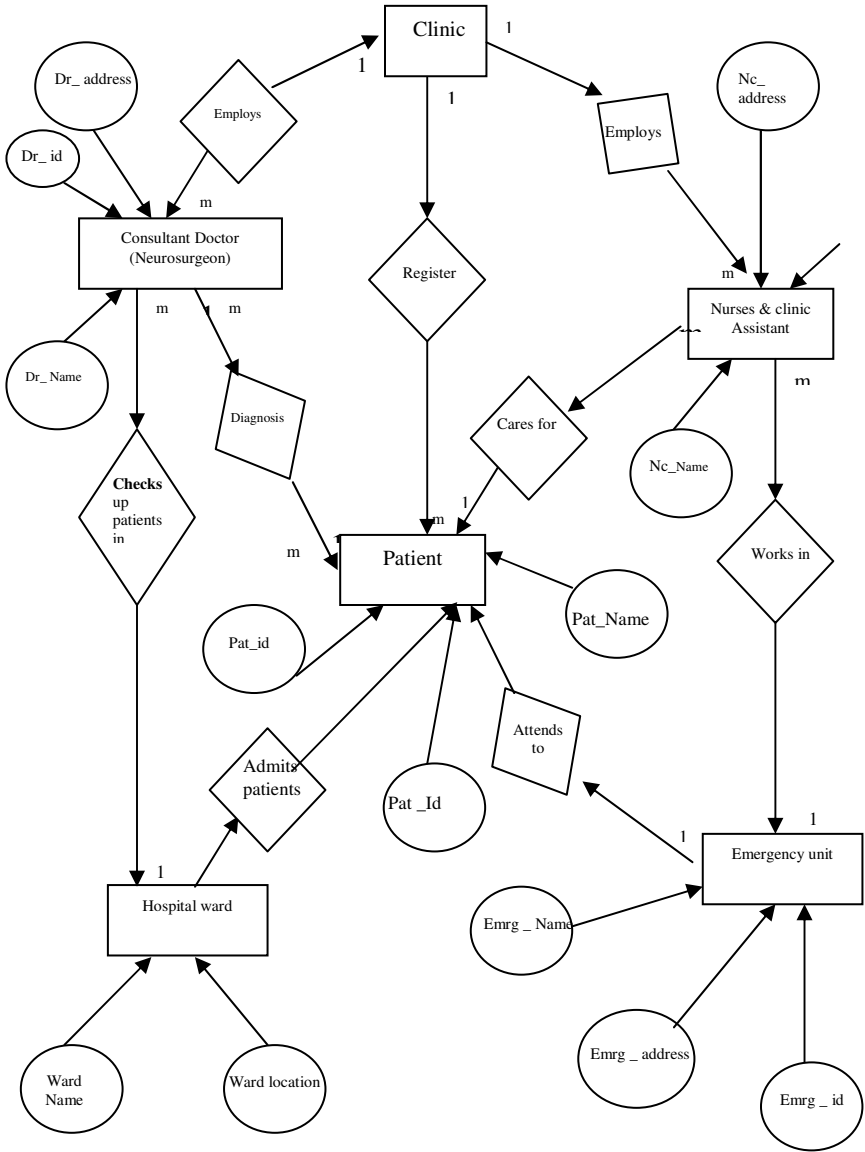 Clinic
1
1
1
Dr_ address
Nc_
address
Employs
Employs
Dr_ id
m
Consultant Doctor
(Neurosurgeon)
Register
m
Nurses & clinic
Assistant
m
m
m
Dr_ Name
Diagnosis
Cares for
Nc_Name
Checks
up
patients
in
1
m
m
Patient
Works in
Pat_id
Pat_Name
Attends
to
Admits
patients
Pat _Id
1
1
Emergency unit
1
Hospital ward
Emrg _ Name
Emrg _ address
Ward
Name
Ward location
Emrg _ id